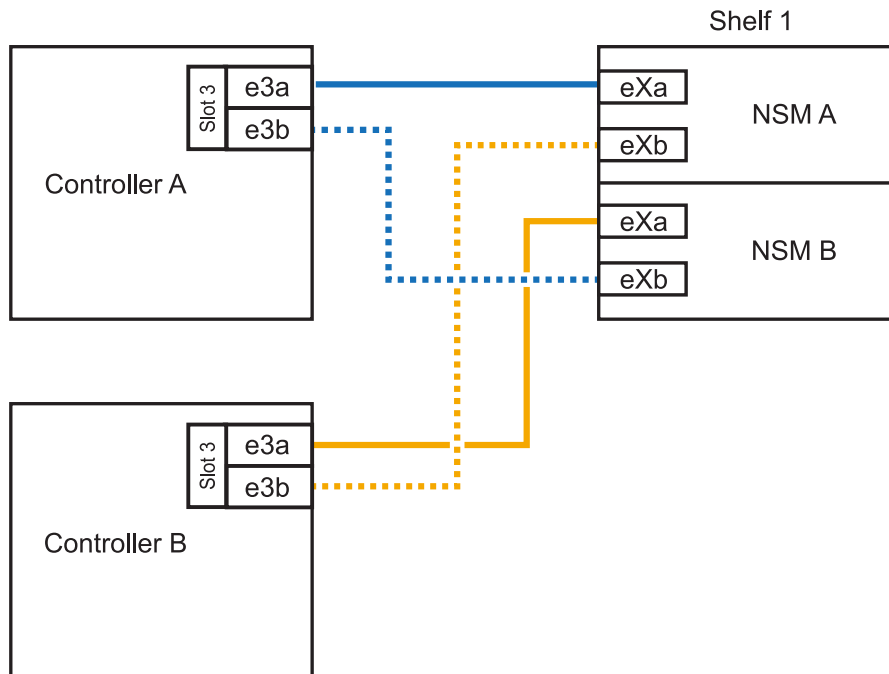 Shelf 1
Slot 3
e3a
e3b
Controller A
eXa
eXb
NSM A
eXa
eXb
NSM B
Slot 3
e3a
e3b
Controller B